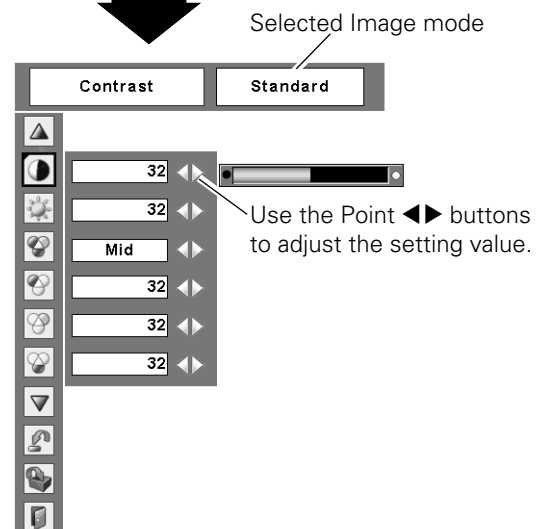 Selected Image mode
Contrast Standard
32
32
Use the Point ◀▶ buttons
to adjust the setting value.
Mid
32
32
32